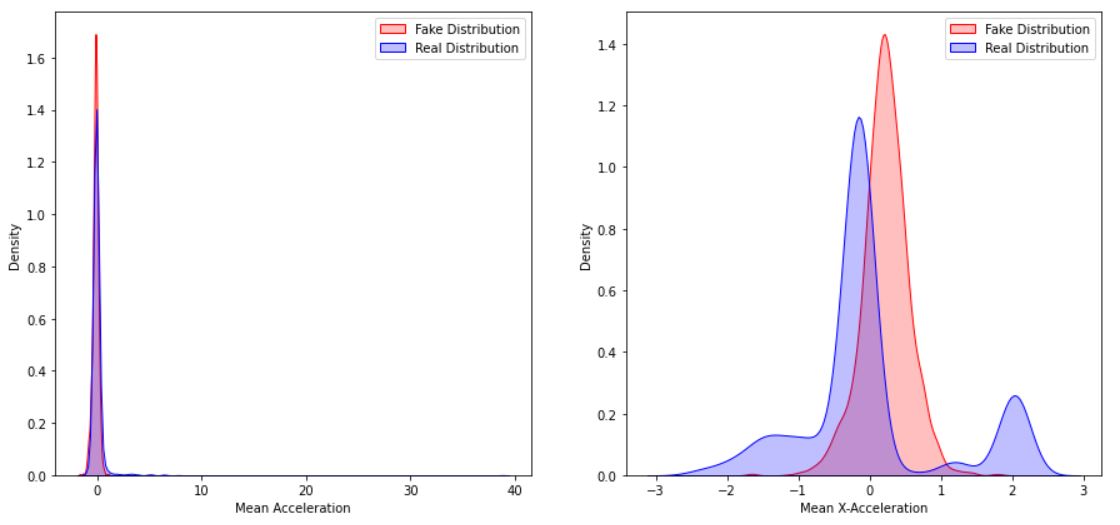 Fake Distribution
Real Distribution
Density
1.6
1.4
1.2
1.0
0.8
0.6
0.4
0.2
0.0
0 10 20 30 40
Mean Acceleration
Fake Distribution
Real Distribution
Density
1.4
1.2
1.0
0.8
0.6
0.4
0.2
0.0
−3 −2 −1 0 1 2 3
Mean X-Acceleration